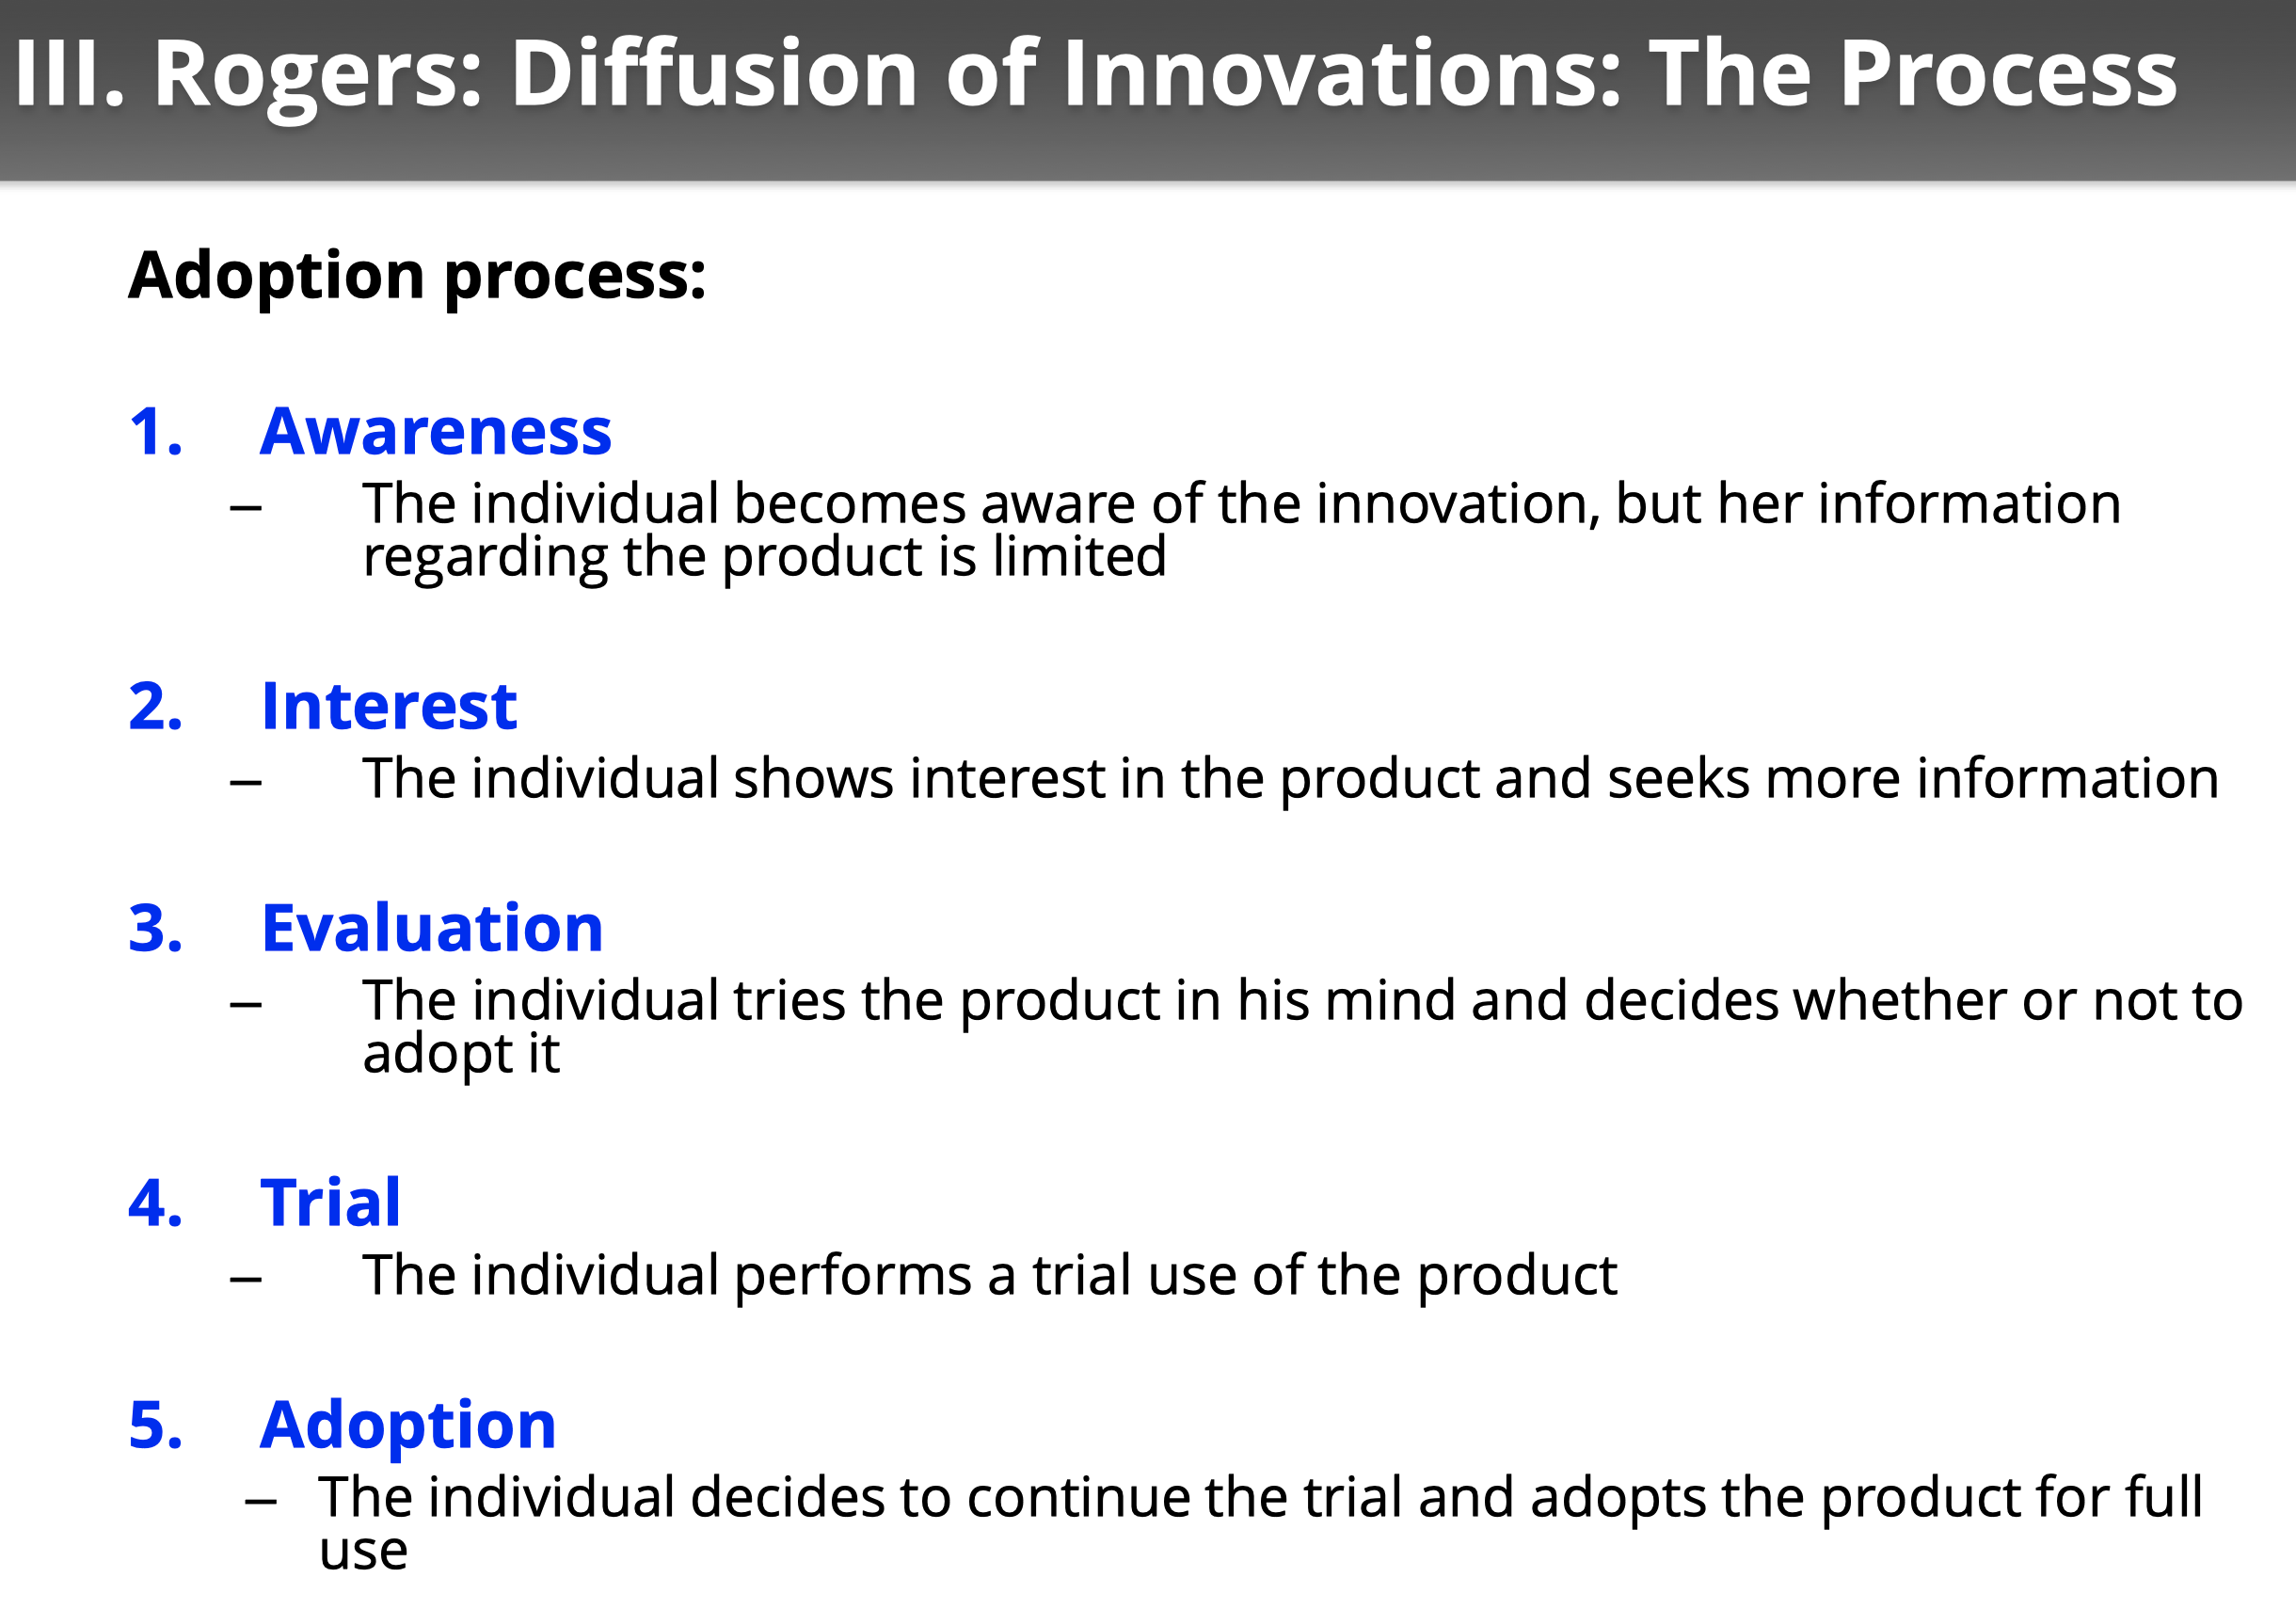 III. Rogers: Diffusion of Innovations: The Process
Adoption process:
1. Awareness
– The individual becomes aware of the innovation, but her information
regarding the product is limited
2. Interest
– The individual shows interest in the product and seeks more information
3. Evaluation
– The individual tries the product in his mind and decides whether or not to
adopt it
4. Trial
– The individual performs a trial use of the product
5. Adoption
– The individual decides to continue the trial and adopts the product for full
use